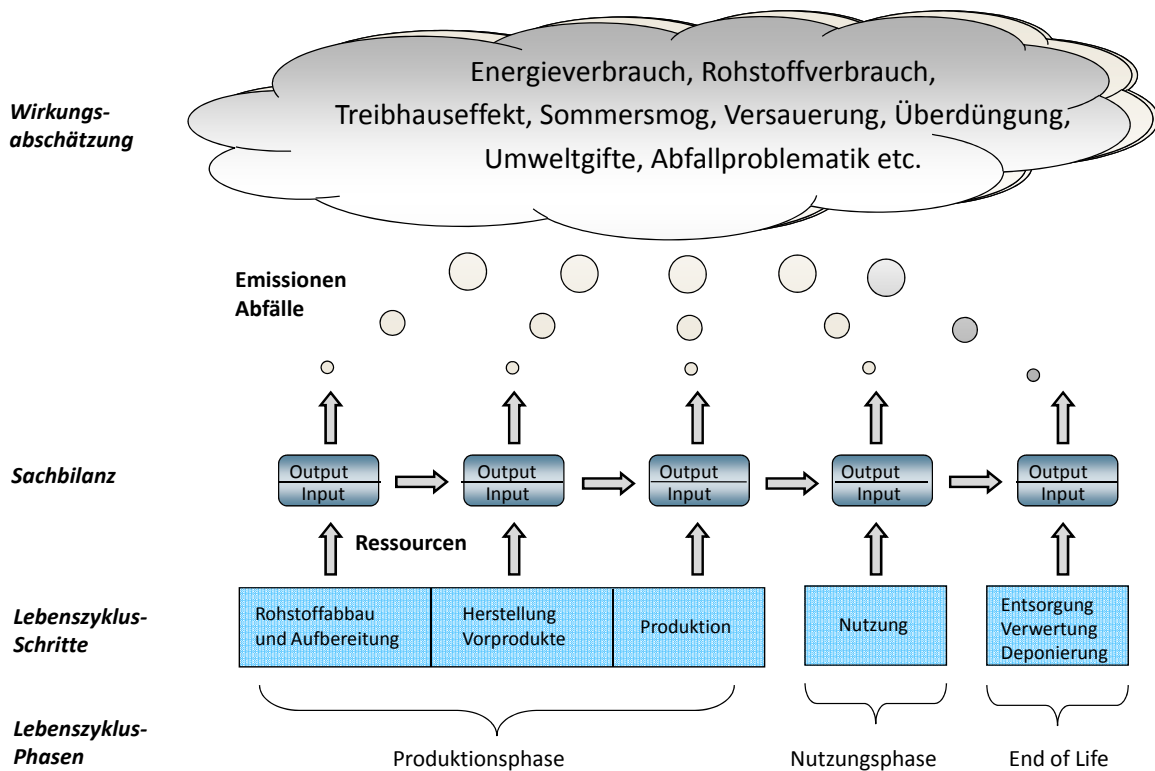 Energieverbrauch, Rohstoffverbrauch,
Treibhauseffekt, Sommersmog, Versauerung, Überdüngung,
Umweltgifte, Abfallproblematik etc.
Wirkungs-
abschätzung
Emissionen
Abfälle
Sachbilanz
Output
Input
Output
Input
Output
Input
Output
Input
Output
Input
Ressourcen
Lebenszyklus-
Schritte
Rohstoffabbau
und Aufbereitung
Herstellung
Vorprodukte
Produktion
Nutzung
Entsorgung
Verwertung
Deponierung
Lebenszyklus-
Phasen
Produktionsphase
Nutzungsphase
End of Life